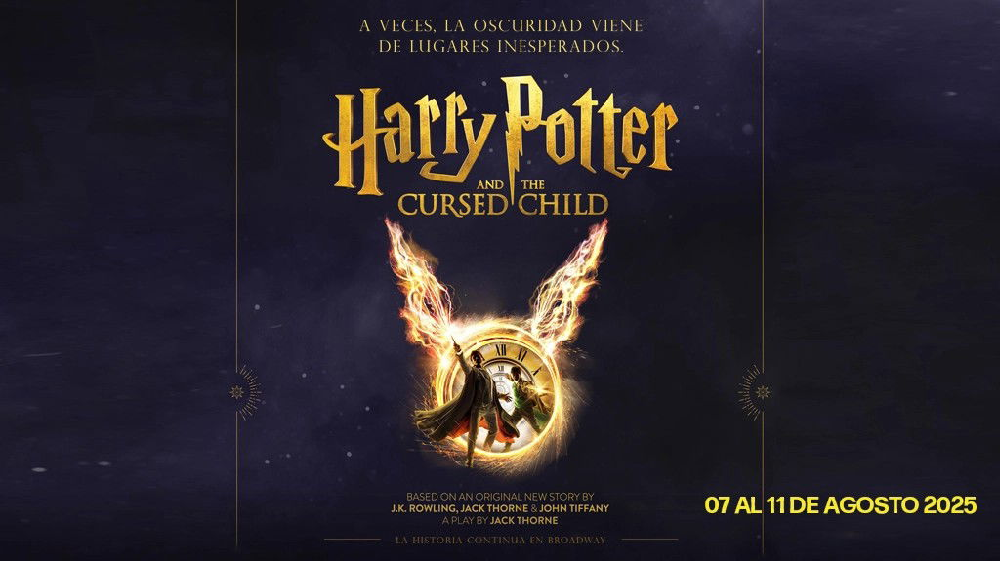 A VECES, LA OSCURIDAD VIENE
DE LUGARES INESPERADOS.
Harry Potter
AND THE
CURSED CHILD
XII
BASED ON AN ORIGINAL NEW STORY BY
J.K. ROWLING, JACK THORNE & JOHN TIFFANY
A PLAY BY JACK THORNE
07 AL 11 DE AGOSTO 2025
LA HISTORIA CONTINUA EN BROADWAY